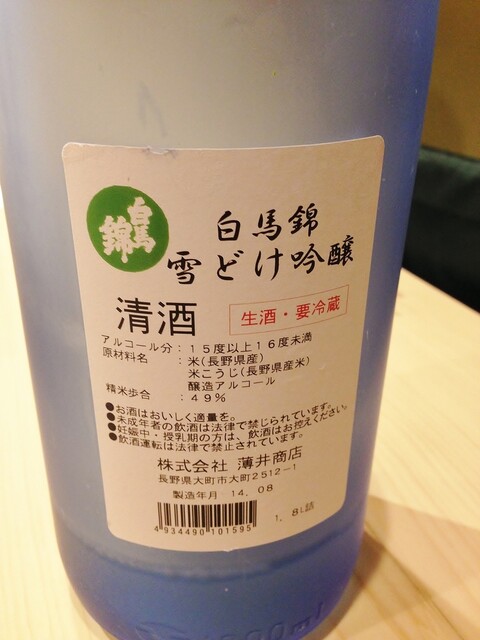 白馬錦
白馬錦
雪どけ吟醸
清酒
生酒・要冷蔵
アルコール分：15度以上16度未満
原材料名：米(長野県産)
米こうじ(長野県産米)
醸造アルコール
精米歩合：49％
●お酒はおいしく適量を。
●未成年者の飲酒は法律で禁じられています。
●妊娠中・授乳期の方は、飲酒はお控えください。
●飲酒運転は法律で禁止されています。
株式会社 薄井商店
長野県大町市大町2512-1
製造年月 14.08
1.8L詰
4934490101595